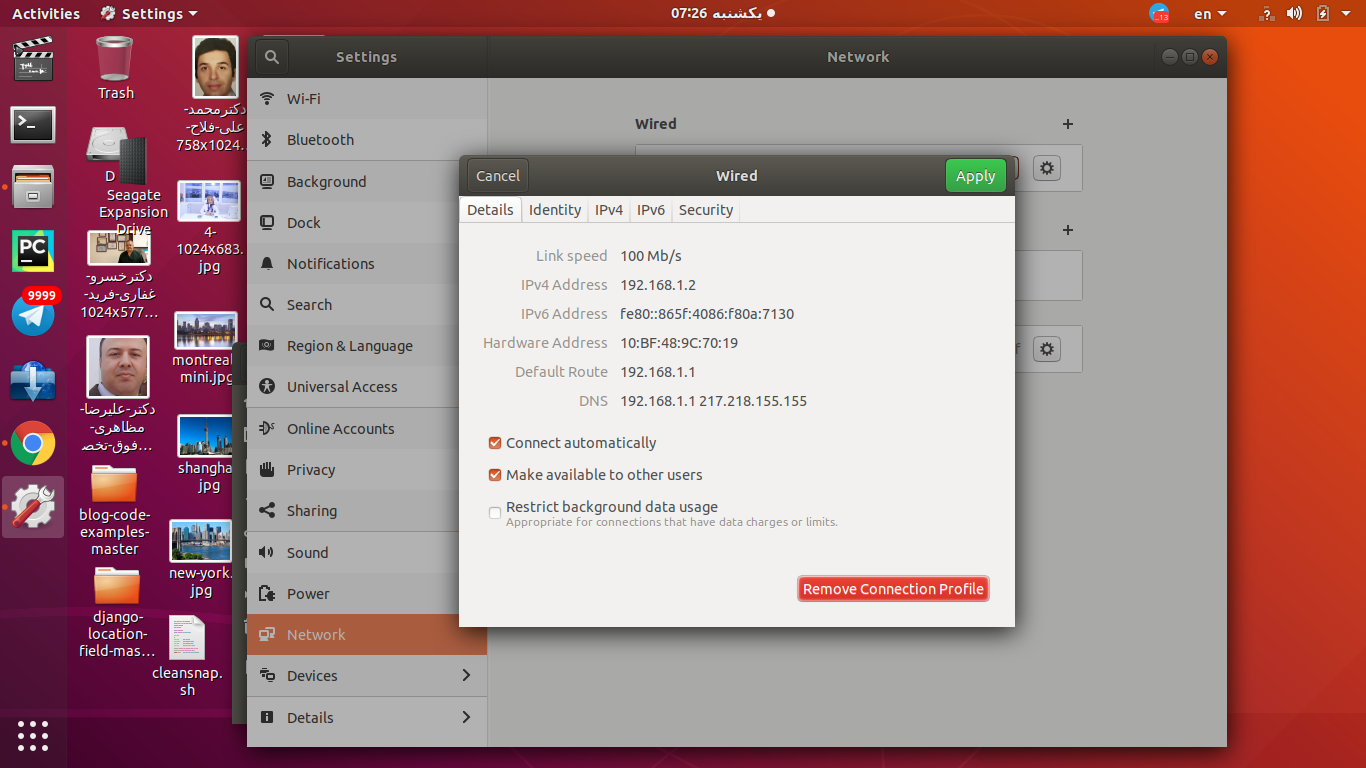 Activities
Settings
یکشنبه 07:26
13
en
Trash
D
Seagate
Expansion
Drive
دکترخسرو-
غفاری-فرید-
1024x577...
دکتر-علیرضا-
مظاهری-
فوق-تخص...
blog-code-
examples-
master
django-
location-
field-mas...
دکترمحمد-
علی-فلاح-
758x1024...
4-
1024x683.
jpg
montreal
mini.jpg
shangha
jpg
new-york.
jpg
cleansnap.
sh
PC
9999
Settings
Network
Wi-Fi
Bluetooth
Background
Dock
Notifications
Search
Region & Language
Universal Access
Online Accounts
Privacy
Sharing
Sound
Power
Network
Devices
Details
Wired
Cancel
Wired
Apply
Details
Identity
IPv4
IPv6
Security
Link speed 100 Mb/s
IPv4 Address 192.168.1.2
IPv6 Address fe80::865f:4086:f80a:7130
Hardware Address 10:BF:48:9C:70:19
Default Route 192.168.1.1
DNS 192.168.1.1 217.218.155.155
Connect automatically
Make available to other users
Restrict background data usage
Appropriate for connections that have data charges or limits.
Remove Connection Profile